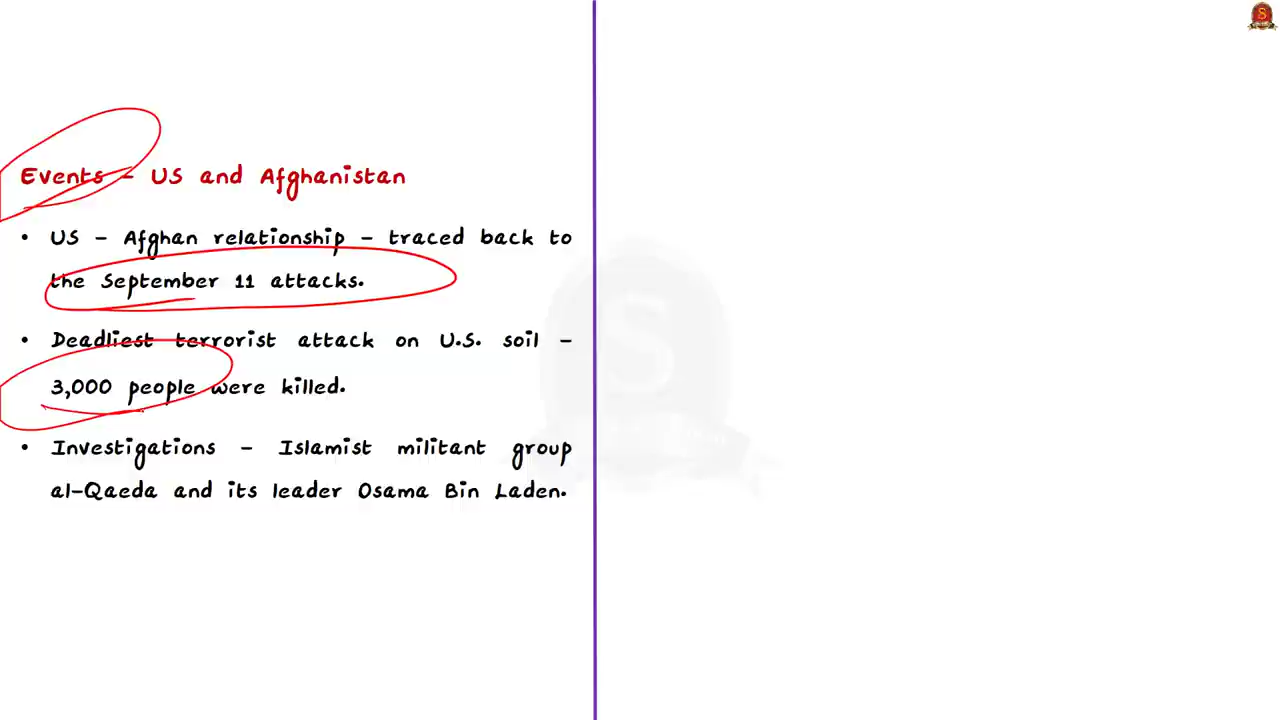 Events - US and Afghanistan
• US - Afghan relationship - traced back to
the September 11 attacks.
• Deadliest terrorist attack on U.S. soil -
3,000 people were killed.
• Investigations - Islamist militant group
al-Qaeda and its leader Osama Bin Laden.
S